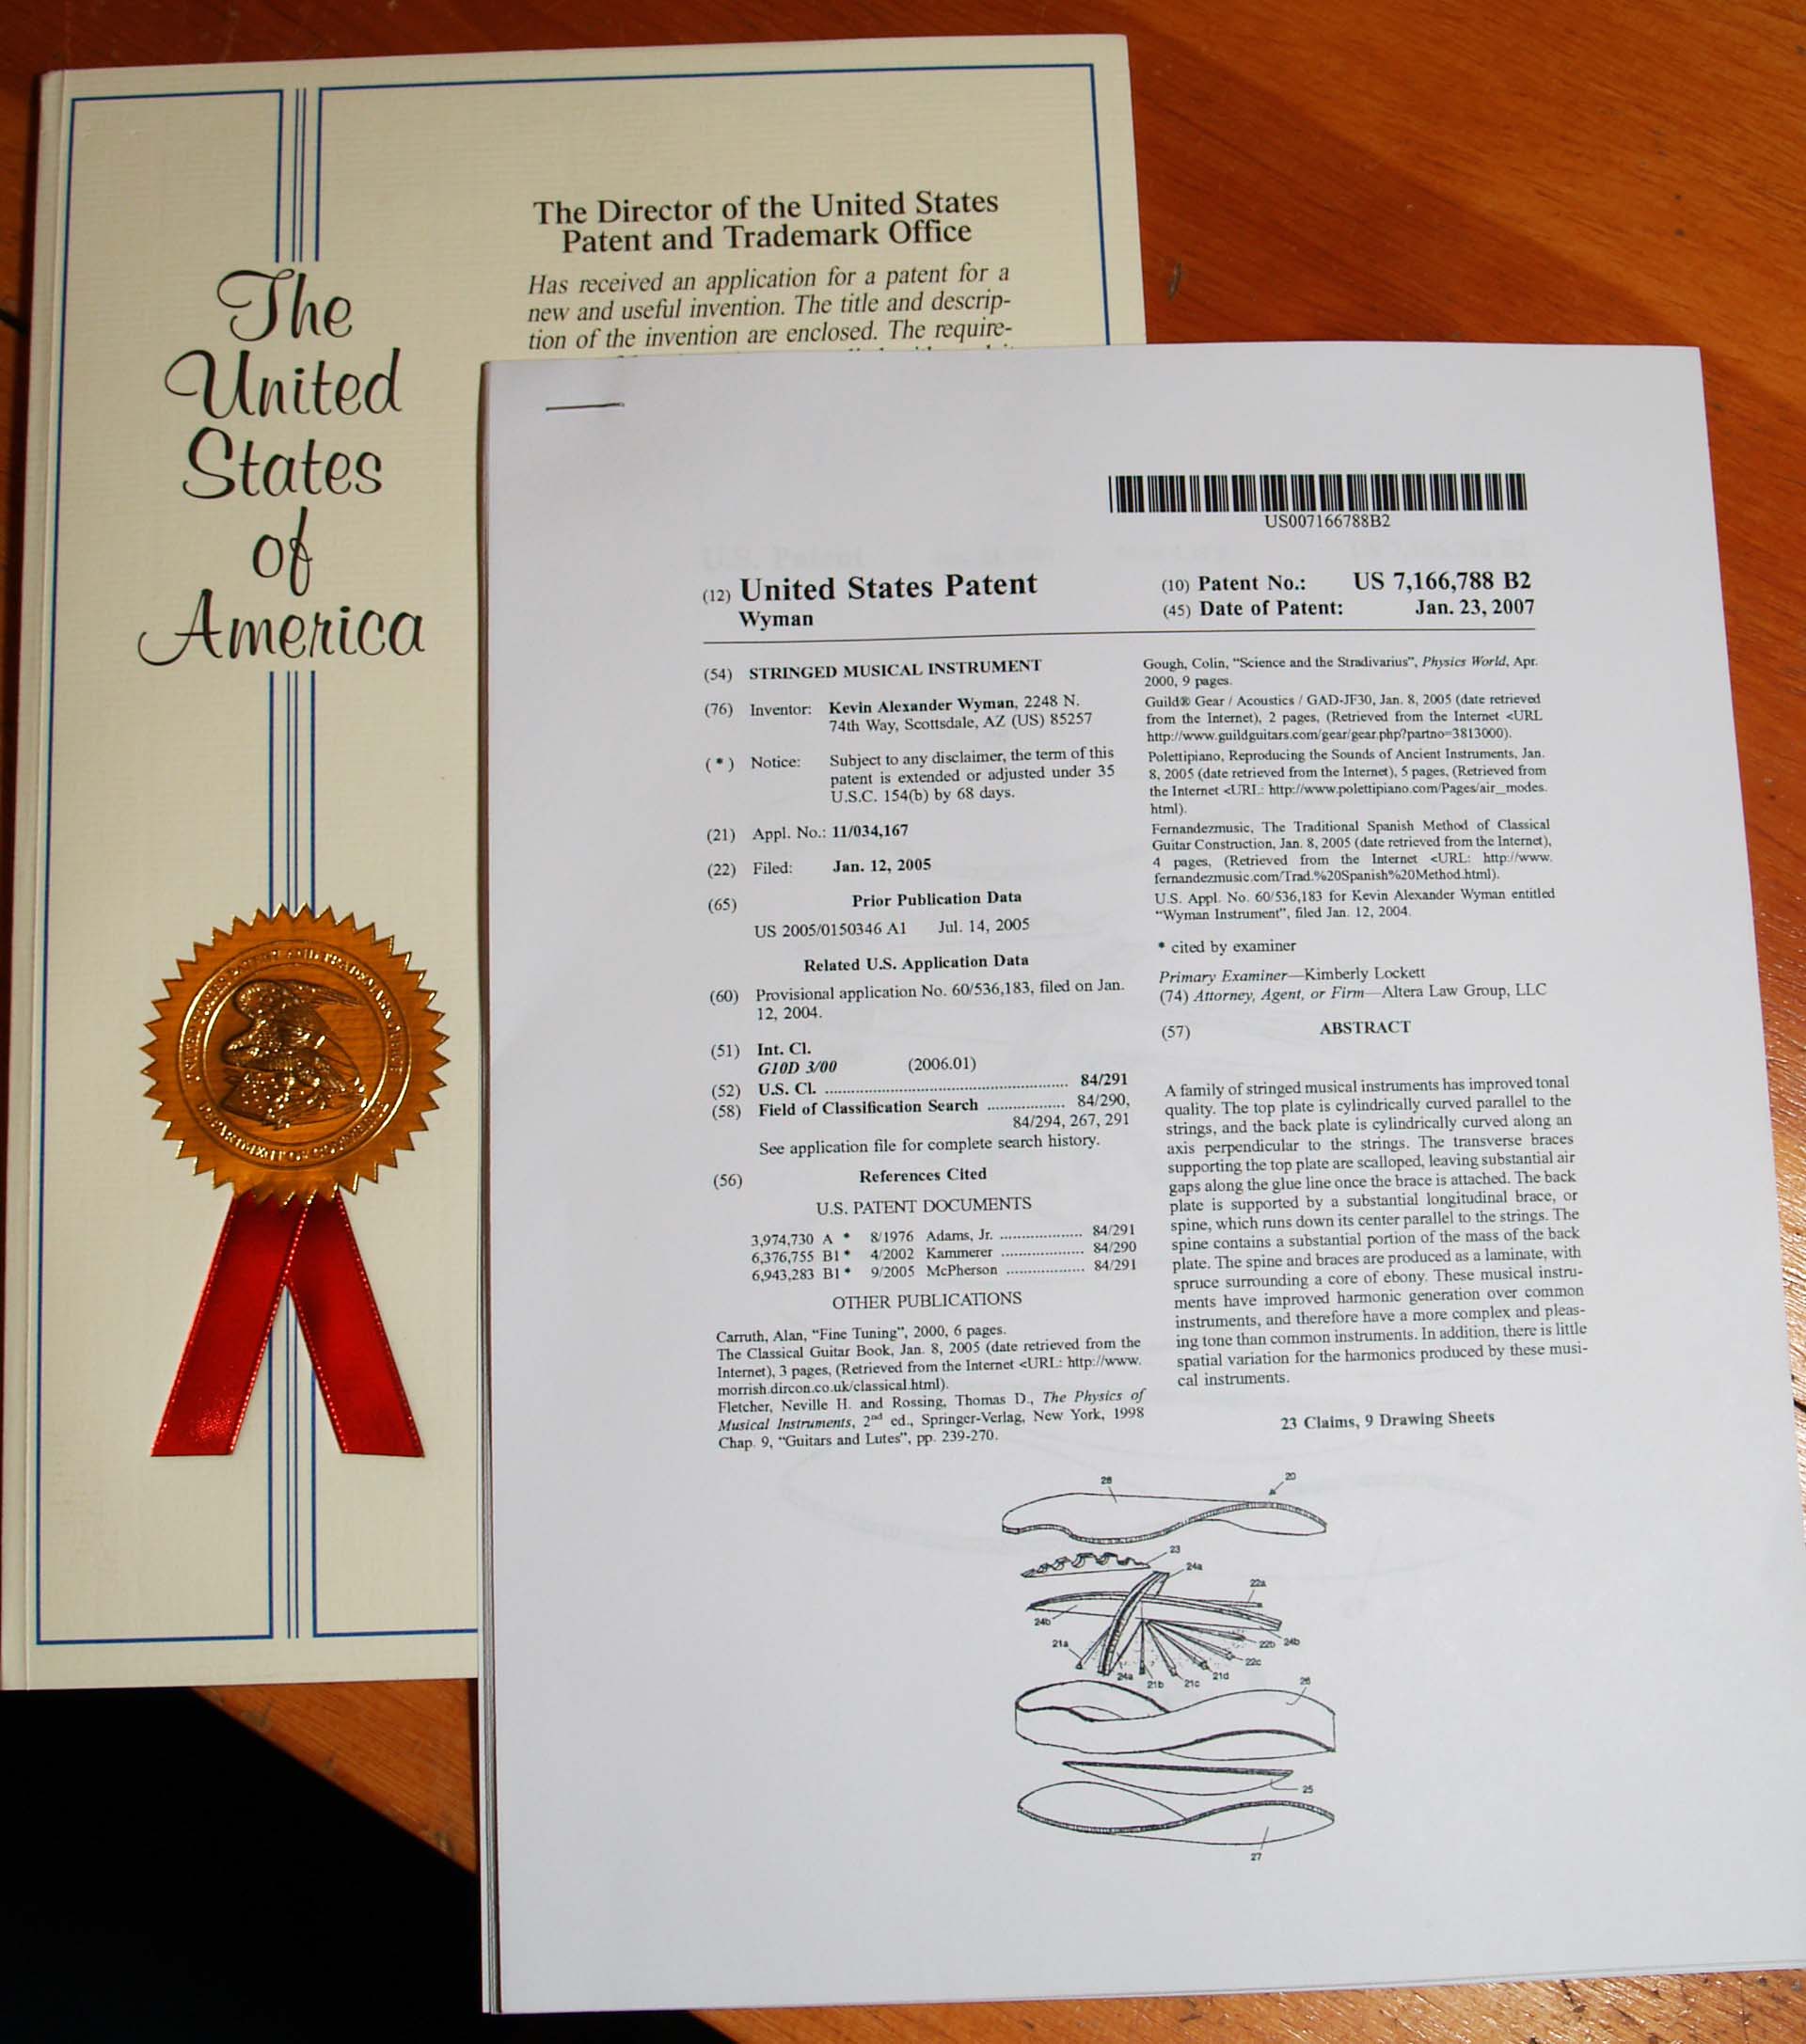 The
United
States
of
America
The Director of the United States
Patent and Trademark Office
Has received an application for a patent for a
new and useful invention. The title and descrip-
tion of the invention are enclosed. The require-
US007166788B2
(12) United States Patent
Wyman
(10) Patent No.: US 7,166,788 B2
(45) Date of Patent: Jan. 23, 2007
(54) STRINGED MUSICAL INSTRUMENT
(76) Inventor: Kevin Alexander Wyman, 2248 N.
74th Way, Scottsdale, AZ (US) 85257
(*) Notice: Subject to any disclaimer, the term of this
patent is extended or adjusted under 35
U.S.C. 154(b) by 68 days.
(21) Appl. No.: 11/034,167
(22) Filed: Jan. 12, 2005
(65) Prior Publication Data
US 2005/0150346 A1 Jul. 14, 2005
Related U.S. Application Data
(60) Provisional application No. 60/536,183, filed on Jan.
12, 2004.
(51) Int. Cl.
G10D 3/00 (2006.01)
(52) U.S. Cl. .................................................... 84/291
(58) Field of Classification Search .................. 84/290,
84/294, 267, 291
See application file for complete search history.
(56) References Cited
U.S. PATENT DOCUMENTS
3,974,730 A * 8/1976 Adams, Jr. .................... 84/291
6,376,755 B1 * 4/2002 Kammerer .................... 84/290
6,943,283 B1 * 9/2005 McPherson .................. 84/291
OTHER PUBLICATIONS
Carruth, Alan, “Fine Tuning”, 2000, 6 pages.
The Classical Guitar Book, Jan. 8, 2005 (date retrieved from the
Internet), 3 pages, (Retrieved from the Internet <URL: http://www.
morrish.dircon.co.uk/classical.html).
Fletcher, Neville H. and Rossing, Thomas D., The Physics of
Musical Instruments, 2nd ed., Springer-Verlag, New York, 1998
Chap. 9, “Guitars and Lutes”, pp. 239-270.
Gough, Colin, “Science and the Stradivarius”, Physics World, Apr.
2000, 9 pages.
Guild® Gear / Acoustics / GAD-JF30, Jan. 8, 2005 (date retrieved
from the Internet), 2 pages, (Retrieved from the Internet <URL
http://www.guildguitars.com/gear/gear.php?partno=3813000).
Polettipiano, Reproducing the Sounds of Ancient Instruments, Jan.
8, 2005 (date retrieved from the Internet), 5 pages, (Retrieved from
the Internet <URL: http://www.polettipiano.com/Pages/air_modes.
html).
Fernandezmusic, The Traditional Spanish Method of Classical
Guitar Construction, Jan. 8, 2005 (date retrieved from the Internet),
4 pages, (Retrieved from the Internet <URL: http://www.
fernandezmusic.com/Trad.%20Spanish%20Method.html).
U.S. Appl. No. 60/536,183 for Kevin Alexander Wyman entitled
“Wyman Instrument”, filed Jan. 12, 2004.
* cited by examiner
Primary Examiner—Kimberly Lockett
(74) Attorney, Agent, or Firm—Altera Law Group, LLC
(57) ABSTRACT
A family of stringed musical instruments has improved tonal
quality. The top plate is cylindrically curved parallel to the
strings, and the back plate is cylindrically curved along an
axis perpendicular to the strings. The transverse braces
supporting the top plate are scalloped, leaving substantial air
gaps along the glue line once the brace is attached. The back
plate is supported by a substantial longitudinal brace, or
spine, which runs down its center parallel to the strings. The
spine contains a substantial portion of the mass of the back
plate. The spine and braces are produced as a laminate, with
spruce surrounding a core of ebony. These musical instru-
ments have improved harmonic generation over common
instruments, and therefore have a more complex and pleas-
ing tone than common instruments. In addition, there is little
spatial variation for the harmonics produced by these musi-
cal instruments.
23 Claims, 9 Drawing Sheets
28
20
23
24a
22a
24b
21a
22b 24b
22c
24a
21b
21c
21d
26
25
27